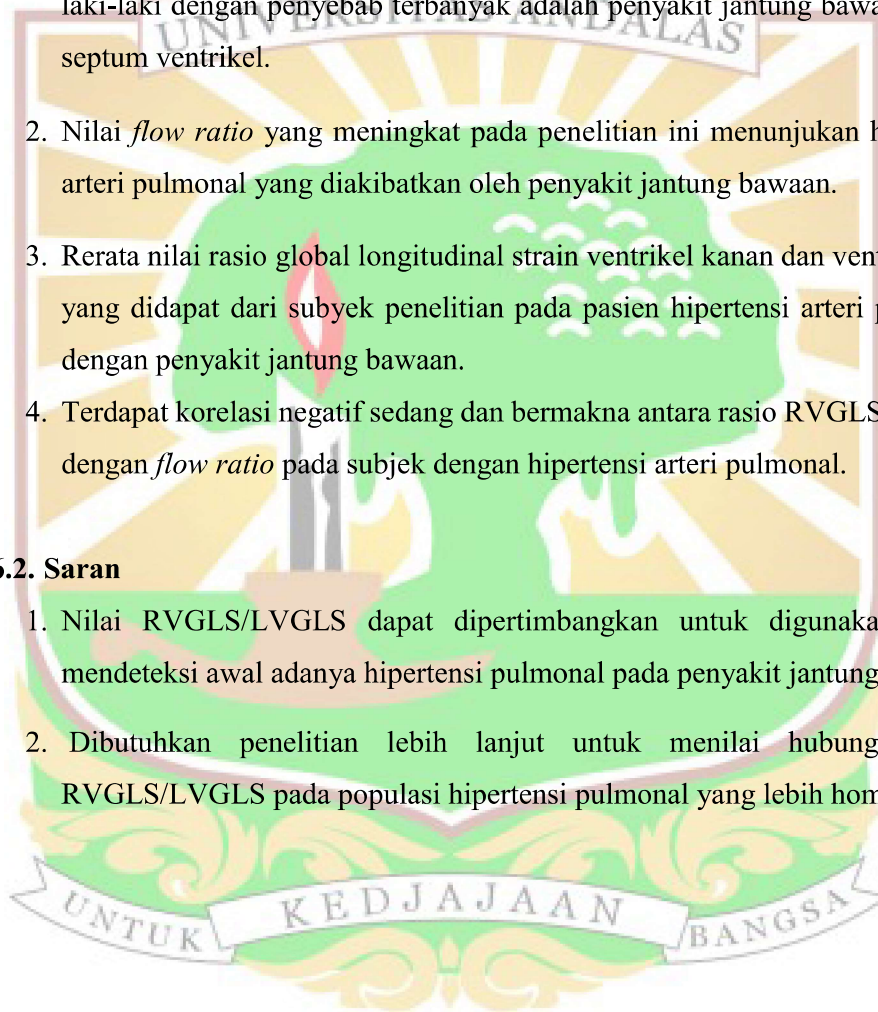 laki-laki dengan penyebab terbanyak adalah penyakit jantung
UNIVERSITAS ANDALAS
septum ventrikel.
2. Nilai flow ratio yang meningkat pada penelitian ini menunjukan
arteri pulmonal yang diakibatkan oleh penyakit jantung bawaan.
3. Rerata nilai rasio global longitudinal strain ventrikel kanan dan
yang didapat dari subyek penelitian pada pasien hipertensi arteri
dengan penyakit jantung bawaan.
4. Terdapat korelasi negatif sedang dan bermakna antara rasio RVGLS
dengan flow ratio pada subjek dengan hipertensi arteri pulmonal.
6.2. Saran
1. Nilai RVGLS/LVGLS dapat dipertimbangkan untuk
mendeteksi awal adanya hipertensi pulmonal pada penyakit jantung
2. Dibutuhkan penelitian lebih lanjut untuk menilai
RVGLS/LVGLS pada populasi hipertensi pulmonal yang lebih
UNTUK KEDJAJAAN BANGSA